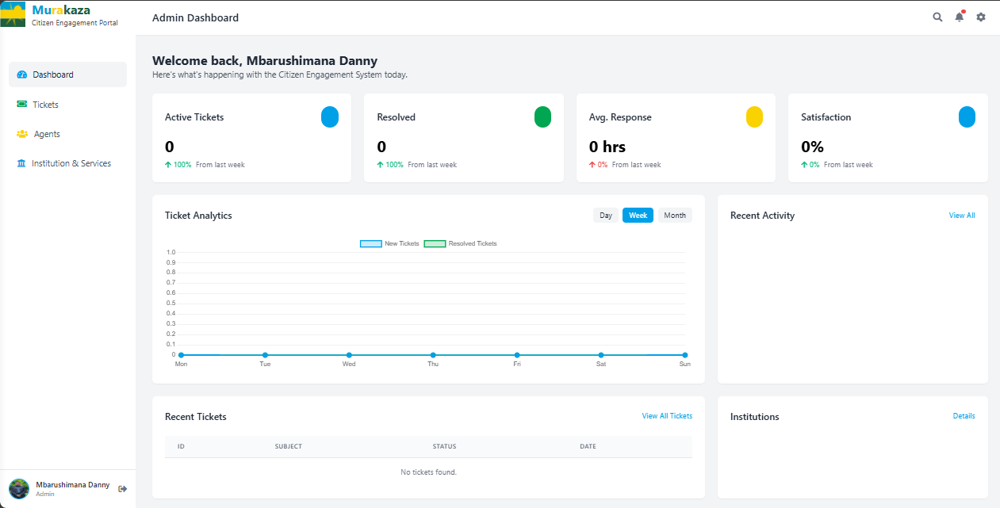 Murakaza
Citizen Engagement Portal
Admin Dashboard
Dashboard
Tickets
Agents
Institution & Services
Welcome back, Mbarushimana Danny
Here's what's happening with the Citizen Engagement System today.
Active Tickets
0
100% From last week
Resolved
0
100% From last week
Avg. Response
0 hrs
0% From last week
Satisfaction
0%
0% From last week
Ticket Analytics
Day Week Month
New Tickets Resolved Tickets
1.0
0.9
0.8
0.7
0.6
0.5
0.4
0.3
0.2
0.1
0
Mon Tue Wed Thu Fri Sat Sun
Recent Activity
View All
Recent Tickets
View All Tickets
ID SUBJECT STATUS DATE
No tickets found.
Institutions
Details
Mbarushimana Danny
Admin